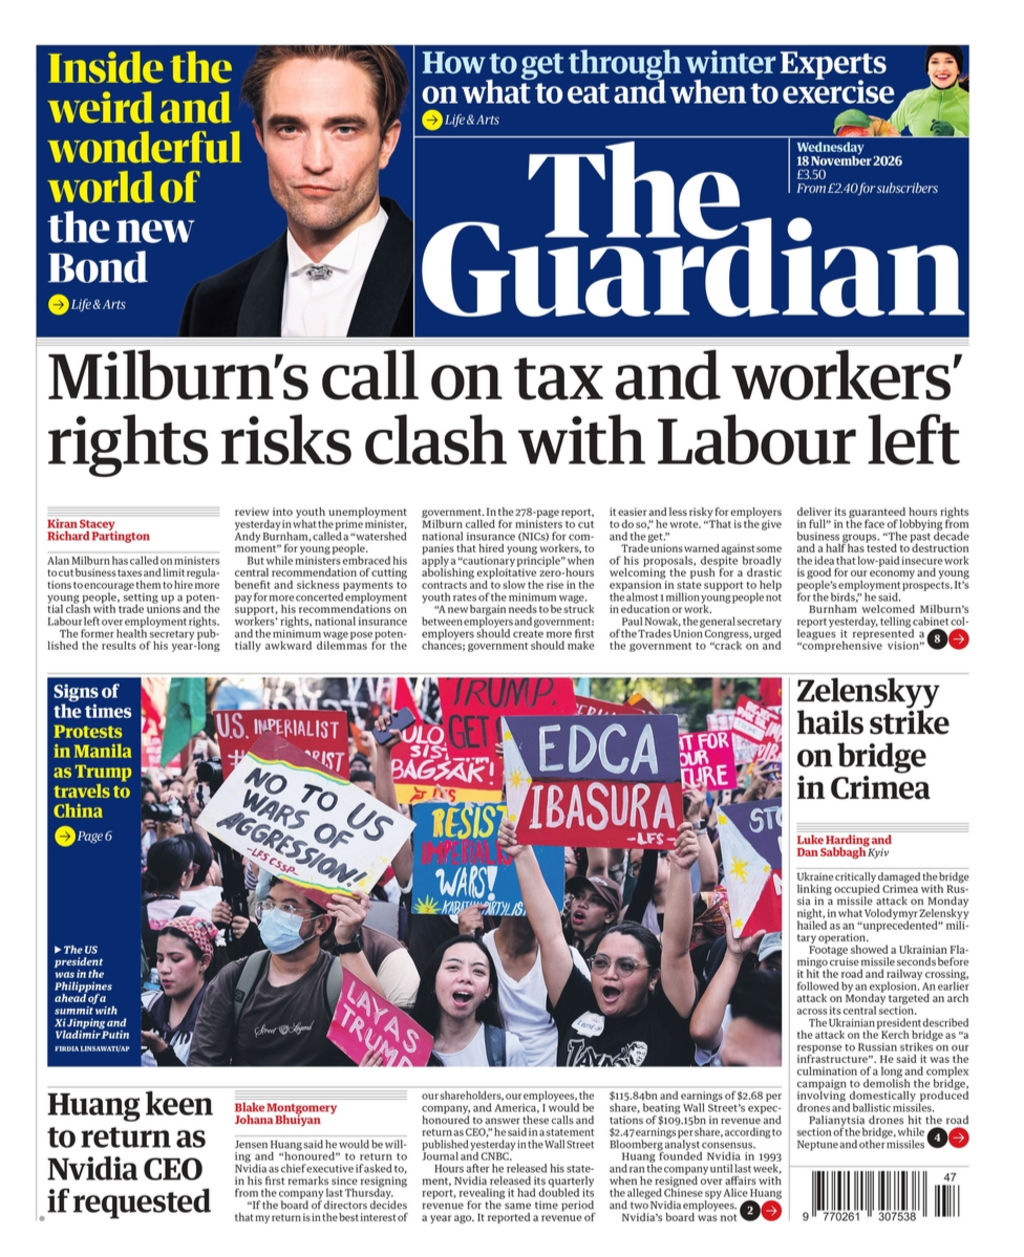 Inside the
weird and
wonderful
world of
the new
Bond
Life & Arts
How to get through winter Experts
on what to eat and when to exercise
Life & Arts
The
Guardian
Wednesday
18 November 2026
£3.50
From £2.40 for subscribers
Milburn’s call on tax and workers’
rights risks clash with Labour left
Kiran Stacey
Richard Partington
Alan Milburn has called on ministers
to cut business taxes and limit regula-
tions to encourage them to hire more
young people, setting up a poten-
tial clash with trade unions and the
Labour left over employment rights.
The former health secretary pub-
lished the results of his year-long
review into youth unemployment
yesterday in what the prime minister,
Andy Burnham, called a “watershed
moment” for young people.
But while ministers embraced his
central recommendation of cutting
benefit and sickness payments to
pay for more concerted employment
support, his recommendations on
workers’ rights, national insurance
and the minimum wage pose poten-
tially awkward dilemmas for the
government. In the 278-page report,
Milburn called for ministers to cut
national insurance (NICs) for com-
panies that hired young workers, to
apply a “cautionary principle” when
abolishing exploitative zero-hours
contracts and to slow the rise in the
youth rates of the minimum wage.
“A new bargain needs to be struck
between employers and government:
employers should create more first
chances; government should make
it easier and less risky for employers
to do so,” he wrote. “That is the give
and the get.”
Trade unions warned against some
of his proposals, despite broadly
welcoming the push for a drastic
expansion in state support to help
the almost 1 million young people not
in education or work.
Paul Nowak, the general secretary
of the Trades Union Congress, urged
the government to “crack on and
deliver its guaranteed hours rights
in full” in the face of lobbying from
business groups. “The past decade
and a half has tested to destruction
the idea that low-paid insecure work
is good for our economy and young
people’s employment prospects. It’s
for the birds,” he said.
Burnham welcomed Milburn’s
report yesterday, telling cabinet col-
leagues it represented a
“comprehensive vision”
8
Signs of
the times
Protests
in Manila
as Trump
travels to
China
Page 6
▶ The US
president
was in the
Philippines
ahead of a
summit with
Xi Jinping and
Vladimir Putin
FIRDIA LINSAWATI/AP
U.S. IMPERIALIST
NO TO US
WARS OF
AGGRESSION!
-LFS CSSP-
TRUMP,
GET
BAGSAK!
RESIST
IMPERIALIS
WARS!
EDCA
IBASURA
-LFS-
LAYAS
TRUMP
Zelenskyy
hails strike
on bridge
in Crimea
Luke Harding and
Dan Sabbagh Kyiv
Ukraine critically damaged the bridge
linking occupied Crimea with Rus-
sia in a missile attack on Monday
night, in what Volodymyr Zelenskyy
hailed as an “unprecedented” mili-
tary operation.
Footage showed a Ukrainian Fla-
mingo cruise missile seconds before
it hit the road and railway crossing,
followed by an explosion. An earlier
attack on Monday targeted an arch
across its central section.
The Ukrainian president described
the attack on the Kerch bridge as “a
response to Russian strikes on our
infrastructure”. He said it was the
culmination of a long and complex
campaign to demolish the bridge,
involving domestically produced
drones and ballistic missiles.
Palianytsia drones hit the road
section of the bridge, while
Neptune and other missiles
4
Huang keen
to return as
Nvidia CEO
if requested
Blake Montgomery
Johana Bhuiyan
Jensen Huang said he would be will-
ing and “honoured” to return to
Nvidia as chief executive if asked to,
in his first remarks since resigning
from the company last Thursday.
“If the board of directors decides
that my return is in the best interest of
our shareholders, our employees, the
company, and America, I would be
honoured to answer these calls and
return as CEO,” he said in a statement
published yesterday in the Wall Street
Journal and CNBC.
Hours after he released his state-
ment, Nvidia released its quarterly
report, revealing it had doubled its
revenue for the same time period
a year ago. It reported a revenue of
$115.84bn and earnings of $2.68 per
share, beating Wall Street’s expec-
tations of $109.15bn in revenue and
$2.47 earnings per share, according to
Bloomberg analyst consensus.
Huang founded Nvidia in 1993
and ran the company until last week,
when he resigned over affairs with
the alleged Chinese spy Alice Huang
and two Nvidia employees.
Nvidia’s board was not
2
47
9 770261 307538